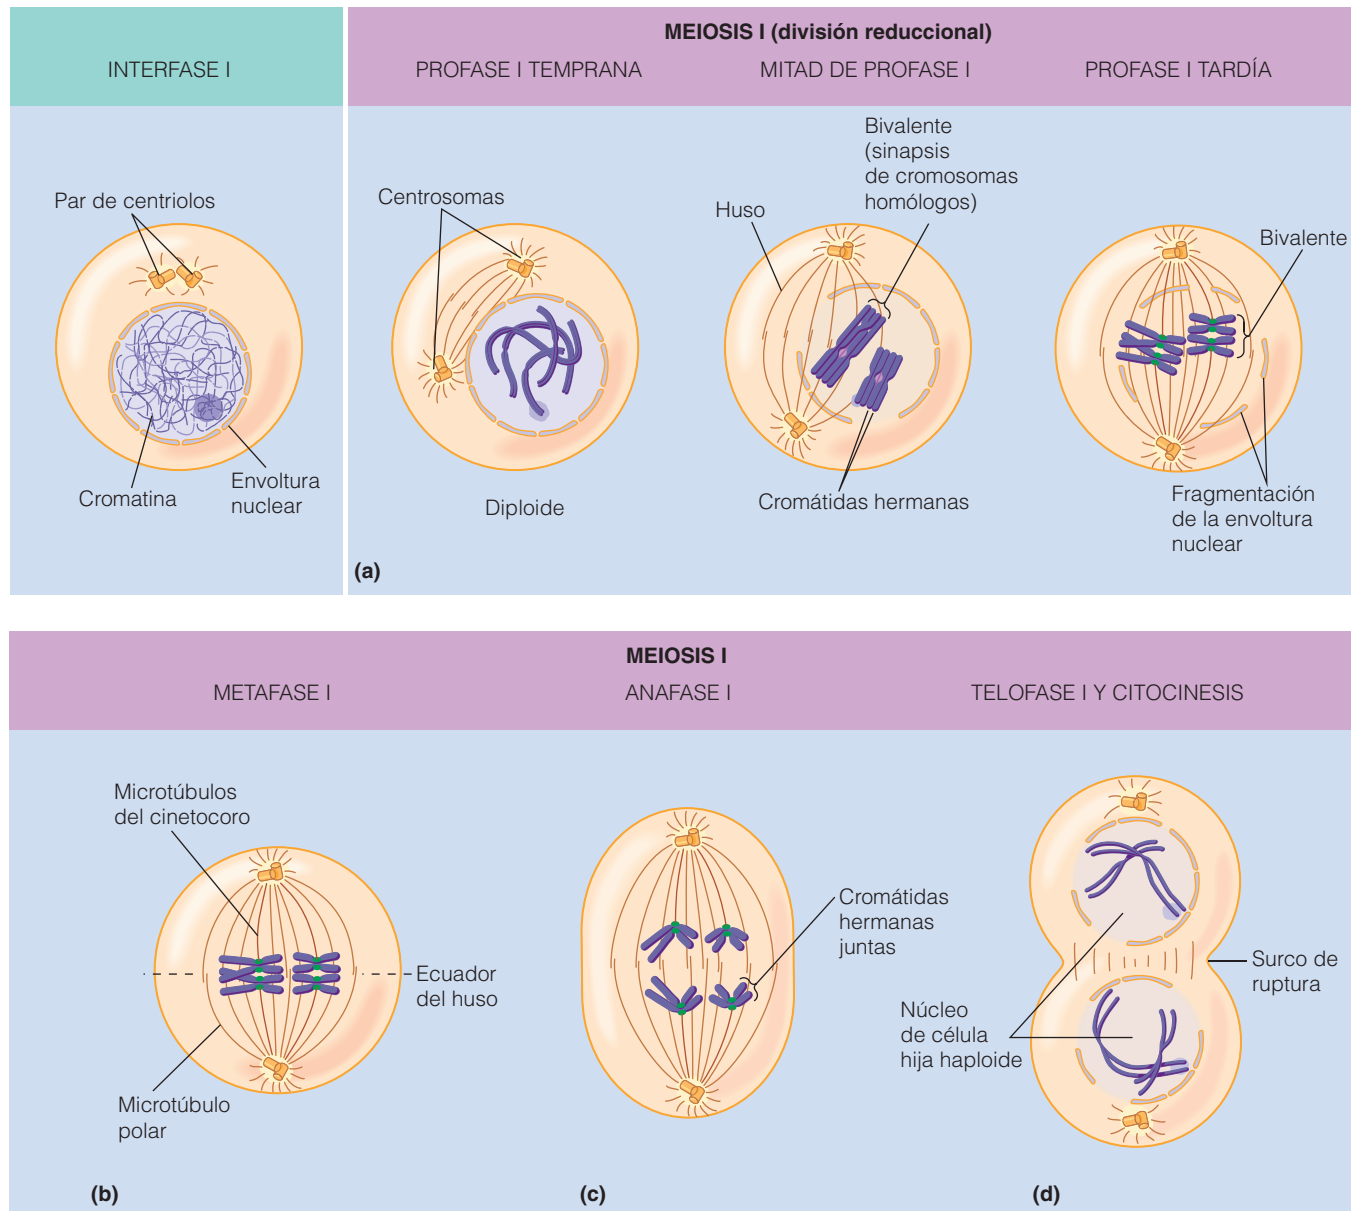 INTERFASE I
MEIOSIS I (división reduccional)
PROFASE I TEMPRANA
MITAD DE PROFASE I
PROFASE I TARDÍA
Par de centriolos
Cromatina
Envoltura
nuclear
Centrosomas
Diploide
Huso
Bivalente
(sinapsis
de cromosomas
homólogos)
Cromátidas hermanas
Bivalente
Fragmentación
de la envoltura
nuclear
(a)
MEIOSIS I
METAFASE I
ANAFASE I
TELOFASE I Y CITOCINESIS
Microtúbulos
del cinetocoro
Ecuador
del huso
Microtúbulo
polar
(b)
Cromátidas
hermanas
juntas
(c)
Núcleo
de célula
hija haploide
Surco de
ruptura
(d)